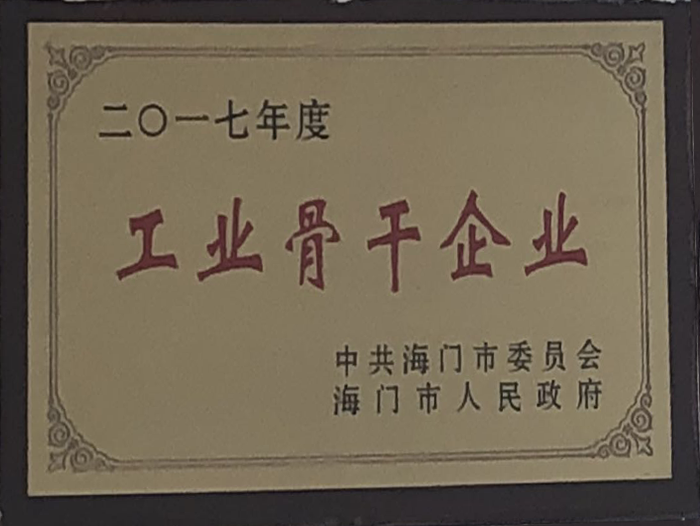 二〇一七年度
工业骨干企业
中共海门市委员会
海门市人民政府